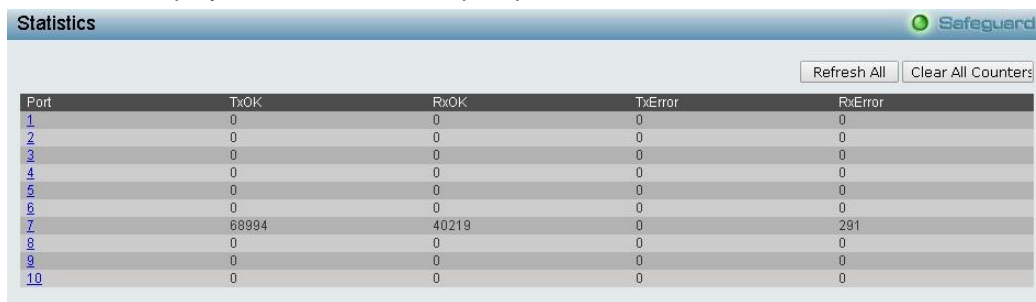 Statistics
Safeguard
Refresh All Clear All Counters
Port TxOK RxOK TxError RxError
1 0 0 0 0
2 0 0 0 0
3 0 0 0 0
4 0 0 0 0
5 0 0 0 0
6 0 0 0 0
7 68994 40219 0 291
8 0 0 0 0
9 0 0 0 0
10 0 0 0 0